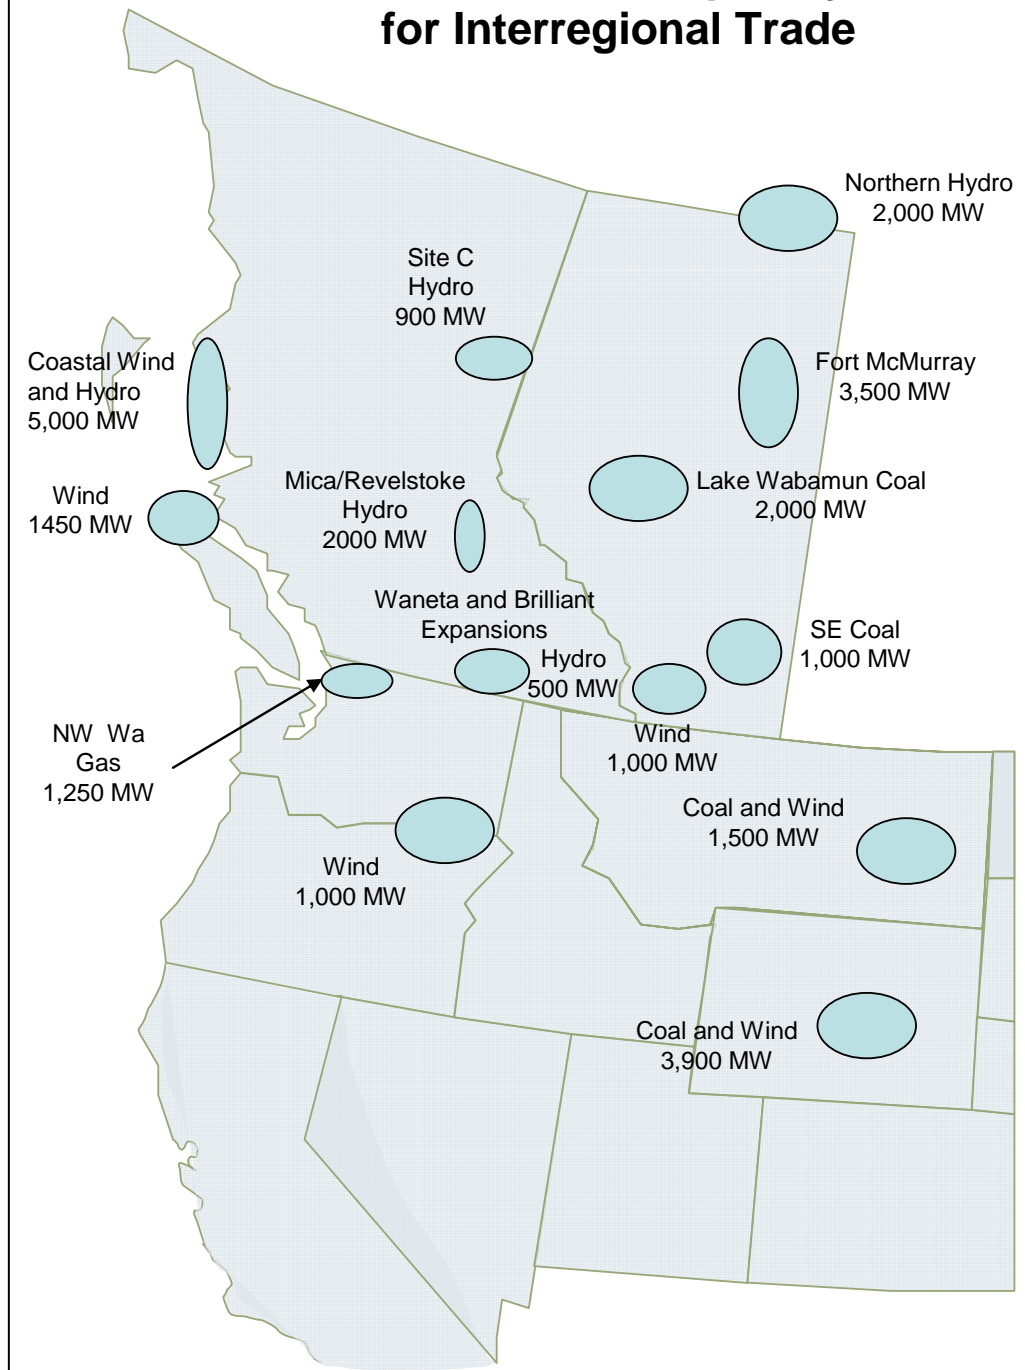 for Interregional Trade
Northern Hydro
2,000 MW
Site C
Hydro
900 MW
Coastal Wind
and Hydro
5,000 MW
Fort McMurray
3,500 MW
Wind
1450 MW
Mica/Revelstoke
Hydro
2000 MW
Lake Wabamun Coal
2,000 MW
Waneta and Brilliant
Expansions
Hydro
500 MW
SE Coal
1,000 MW
NW Wa
Gas
1,250 MW
Wind
1,000 MW
Coal and Wind
1,500 MW
Wind
1,000 MW
Coal and Wind
3,900 MW